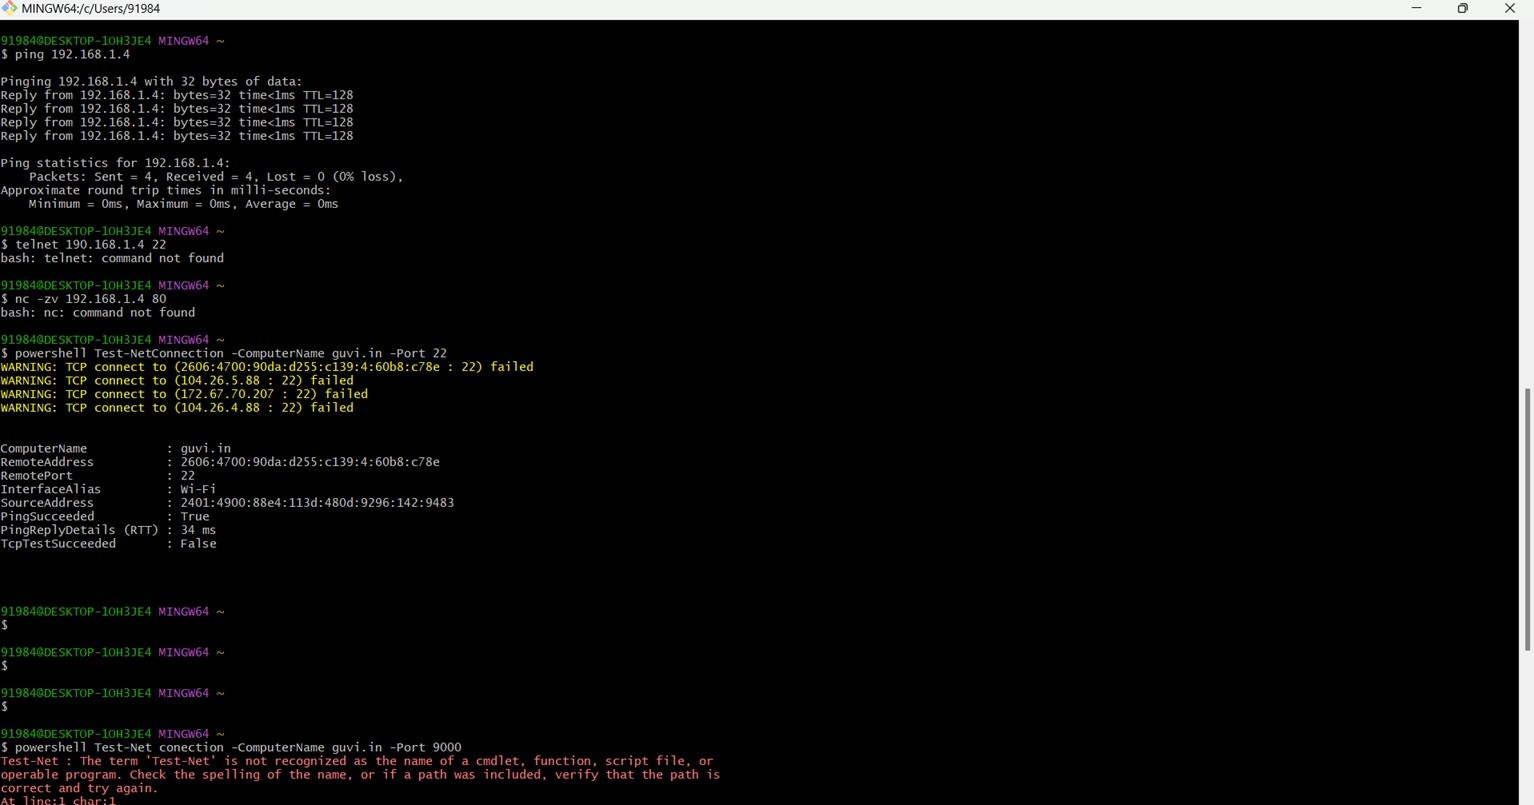 MINGW64:/c/Users/91984
91984@DESKTOP-1OH3JE4 MINGW64 ~
$ ping 192.168.1.4
Pinging 192.168.1.4 with 32 bytes of data:
Reply from 192.168.1.4: bytes=32 time<1ms TTL=128
Reply from 192.168.1.4: bytes=32 time<1ms TTL=128
Reply from 192.168.1.4: bytes=32 time<1ms TTL=128
Reply from 192.168.1.4: bytes=32 time<1ms TTL=128
Ping statistics for 192.168.1.4:
    Packets: Sent = 4, Received = 4, Lost = 0 (0% loss),
Approximate round trip times in milli-seconds:
    Minimum = 0ms, Maximum = 0ms, Average = 0ms
91984@DESKTOP-1OH3JE4 MINGW64 ~
$ telnet 190.168.1.4 22
bash: telnet: command not found
91984@DESKTOP-1OH3JE4 MINGW64 ~
$ nc -zv 192.168.1.4 80
bash: nc: command not found
91984@DESKTOP-1OH3JE4 MINGW64 ~
$ powershell Test-NetConnection -ComputerName guvi.in -Port 22
WARNING: TCP connect to (2606:4700:90da:d255:c139:4:60b8:c78e : 22) failed
WARNING: TCP connect to (104.26.5.88 : 22) failed
WARNING: TCP connect to (172.67.70.207 : 22) failed
WARNING: TCP connect to (104.26.4.88 : 22) failed
ComputerName           : guvi.in
RemoteAddress          : 2606:4700:90da:d255:c139:4:60b8:c78e
RemotePort             : 22
InterfaceAlias         : Wi-Fi
SourceAddress          : 2401:4900:88e4:113d:480d:9296:142:9483
PingSucceeded          : True
PingReplyDetails (RTT) : 34 ms
TcpTestSucceeded       : False
91984@DESKTOP-1OH3JE4 MINGW64 ~
$
91984@DESKTOP-1OH3JE4 MINGW64 ~
$
91984@DESKTOP-1OH3JE4 MINGW64 ~
$
91984@DESKTOP-1OH3JE4 MINGW64 ~
$ powershell Test-Net conection -ComputerName guvi.in -Port 9000
Test-Net : The term 'Test-Net' is not recognized as the name of a cmdlet, function, script file, or
operable program. Check the spelling of the name, or if a path was included, verify that the path is
correct and try again.
At line:1 char:1